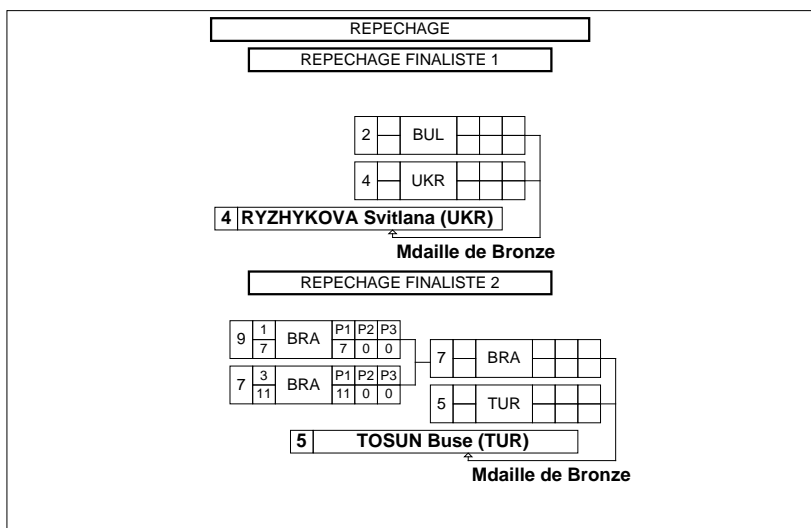 REPECHAGE
REPECHAGE FINALISTE 1
2 BUL
4 UKR
4 RYZHYKOVA Svitlana (UKR)
Mdaille de Bronze
REPECHAGE FINALISTE 2
9 1 BRA P1 P2 P3
7 7 0 0
7 3 BRA P1 P2 P3
11 11 0 0
7 BRA
5 TUR
5 TOSUN Buse (TUR)
Mdaille de Bronze